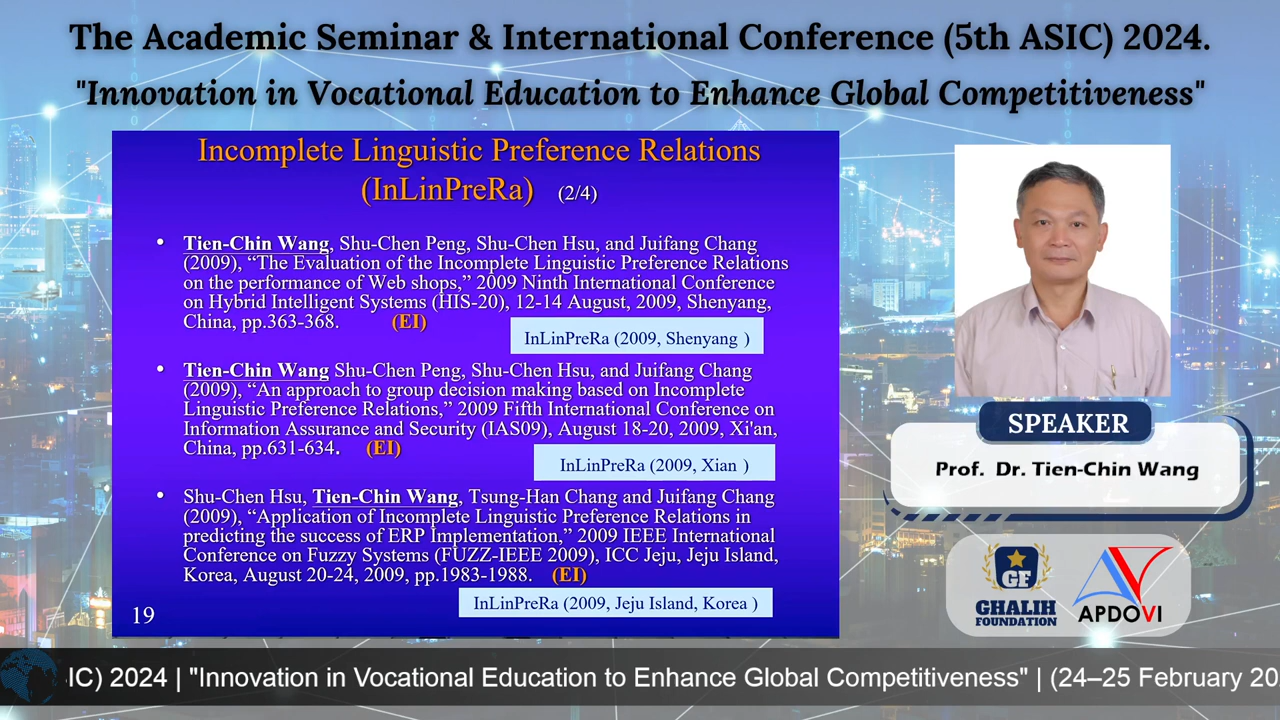 The Academic Seminar & International Conference (5th ASIC) 2024.
"Innovation in Vocational Education to Enhance Global Competitiveness"
Incomplete Linguistic Preference Relations
(InLinPreRa) (2/4)
• Tien-Chin Wang, Shu-Chen Peng, Shu-Chen Hsu, and Juifang Chang
(2009), “The Evaluation of the Incomplete Linguistic Preference Relations
on the performance of Web shops,” 2009 Ninth International Conference
on Hybrid Intelligent Systems (HIS-20), 12-14 August, 2009, Shenyang,
China, pp.363-368. (EI)
InLinPreRa (2009, Shenyang )
• Tien-Chin Wang Shu-Chen Peng, Shu-Chen Hsu, and Juifang Chang
(2009), “An approach to group decision making based on Incomplete
Linguistic Preference Relations,” 2009 Fifth International Conference on
Information Assurance and Security (IAS09), August 18-20, 2009, Xi'an,
China, pp.631-634. (EI)
InLinPreRa (2009, Xian )
• Shu-Chen Hsu, Tien-Chin Wang, Tsung-Han Chang and Juifang Chang
(2009), “Application of Incomplete Linguistic Preference Relations in
predicting the success of ERP Implementation,” 2009 IEEE International
Conference on Fuzzy Systems (FUZZ-IEEE 2009), ICC Jeju, Jeju Island,
Korea, August 20-24, 2009, pp.1983-1988. (EI)
InLinPreRa (2009, Jeju Island, Korea )
19
SPEAKER
Prof. Dr. Tien-Chin Wang
GF
GHALIH
FOUNDATION
APDOVI
IC) 2024 | "Innovation in Vocational Education to Enhance Global Competitiveness" | (24–25 February 20